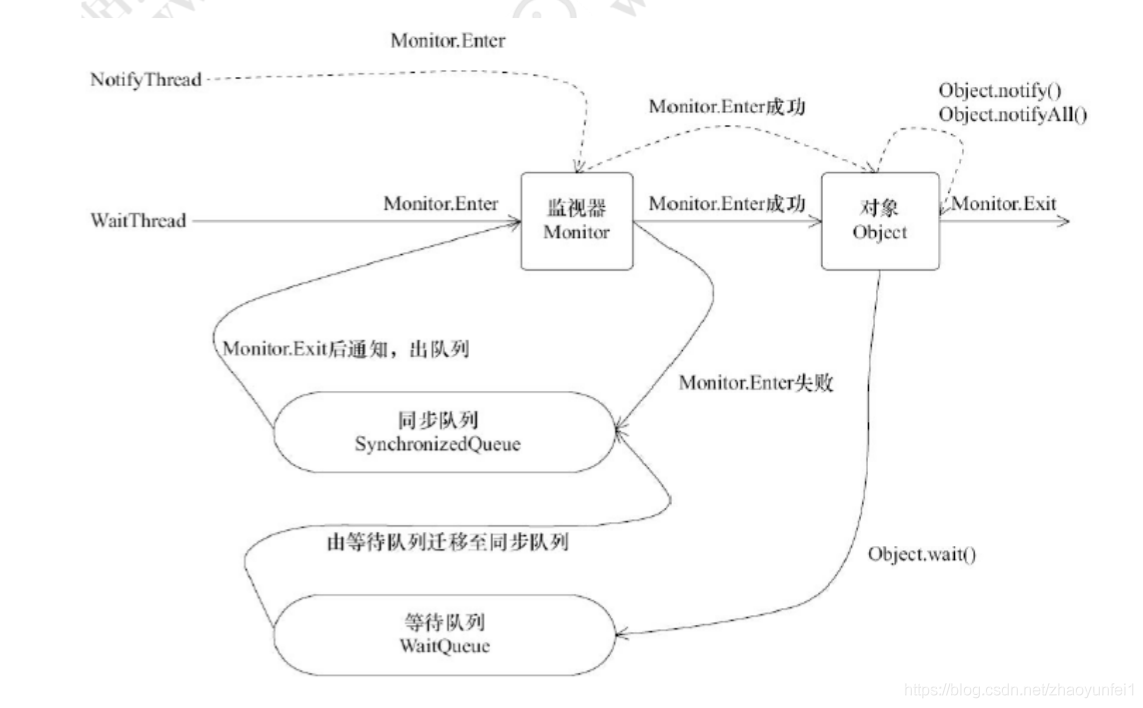 Monitor.Enter
NotifyThread
Object.notify()
Object.notifyAll()
Monitor.Enter成功
WaitThread
Monitor.Enter
监视器
Monitor
Monitor.Enter成功
对象
Object
Monitor.Exit
Monitor.Exit后通知，出队列
Monitor.Enter失败
同步队列
SynchronizedQueue
由等待队列迁移至同步队列
Object.wait()
等待队列
WaitQueue
https://blog.csdn.net/zhaoyunfei1